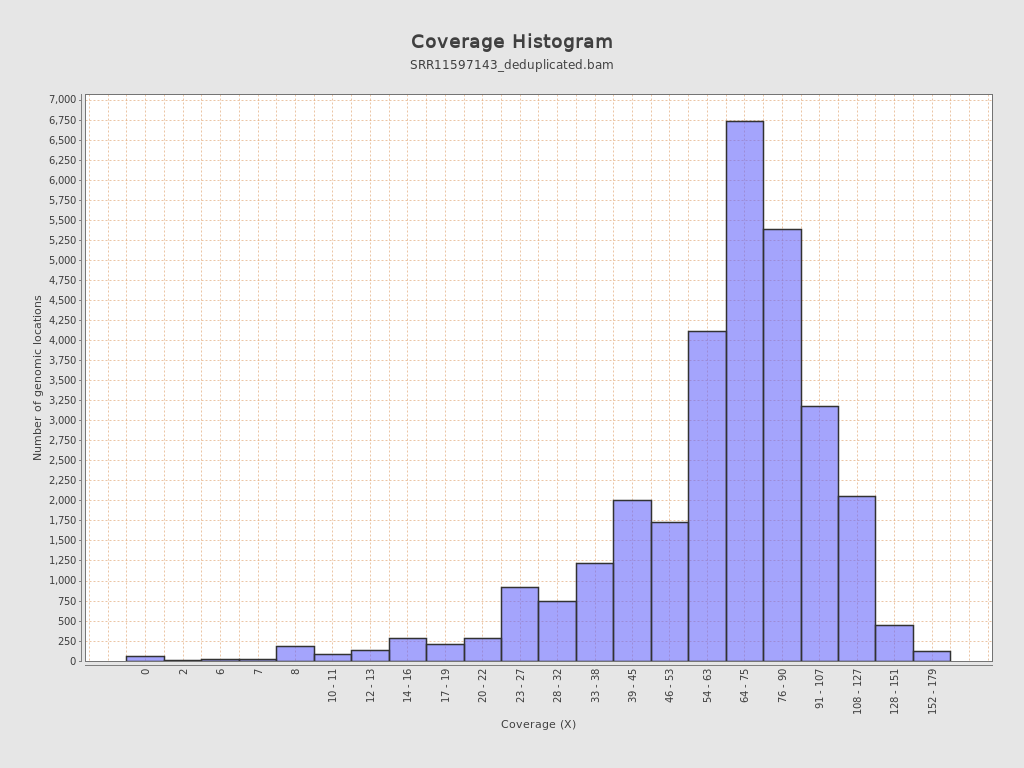 Coverage Histogram
SRR11597143_deduplicated.bam
Number of genomic locations
7,000
6,750
6,500
6,250
6,000
5,750
5,500
5,250
5,000
4,750
4,500
4,250
4,000
3,750
3,500
3,250
3,000
2,750
2,500
2,250
2,000
1,750
1,500
1,250
1,000
750
500
250
0
0
2
6
7
8
10 - 11
12 - 13
14 - 16
17 - 19
20 - 22
23 - 27
28 - 32
33 - 38
39 - 45
46 - 53
54 - 63
64 - 75
76 - 90
91 - 107
108 - 127
128 - 151
152 - 179
Coverage (X)